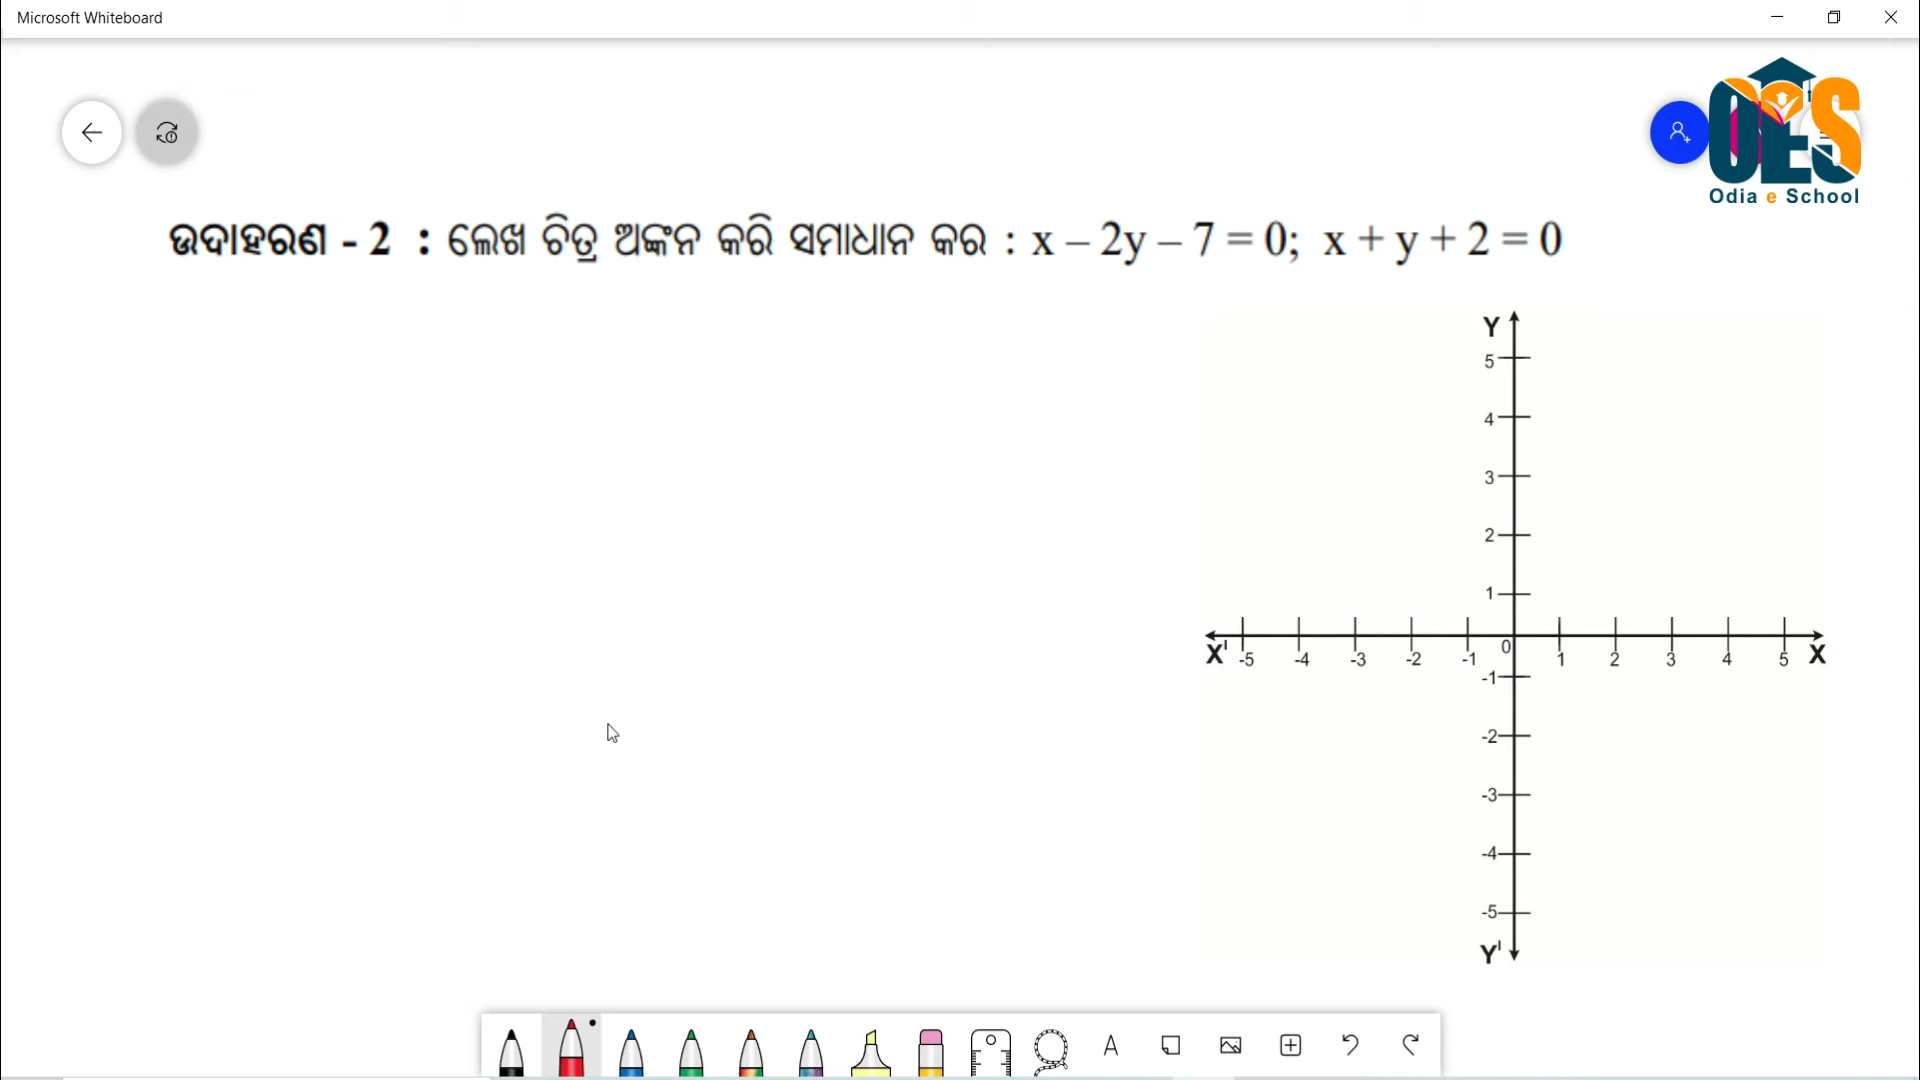 Microsoft Whiteboard
OES
Odia e School
ଉଦାହରଣ - 2 : ଲେଖ ଚିତ୍ର ଅଙ୍କନ କରି ସମାଧାନ କର : x – 2y – 7 = 0; x + y + 2 = 0
Y
5
4
3
2
1
X' -5 -4 -3 -2 -1 0 1 2 3 4 5 X
-1
-2
-3
-4
-5
Y'
A